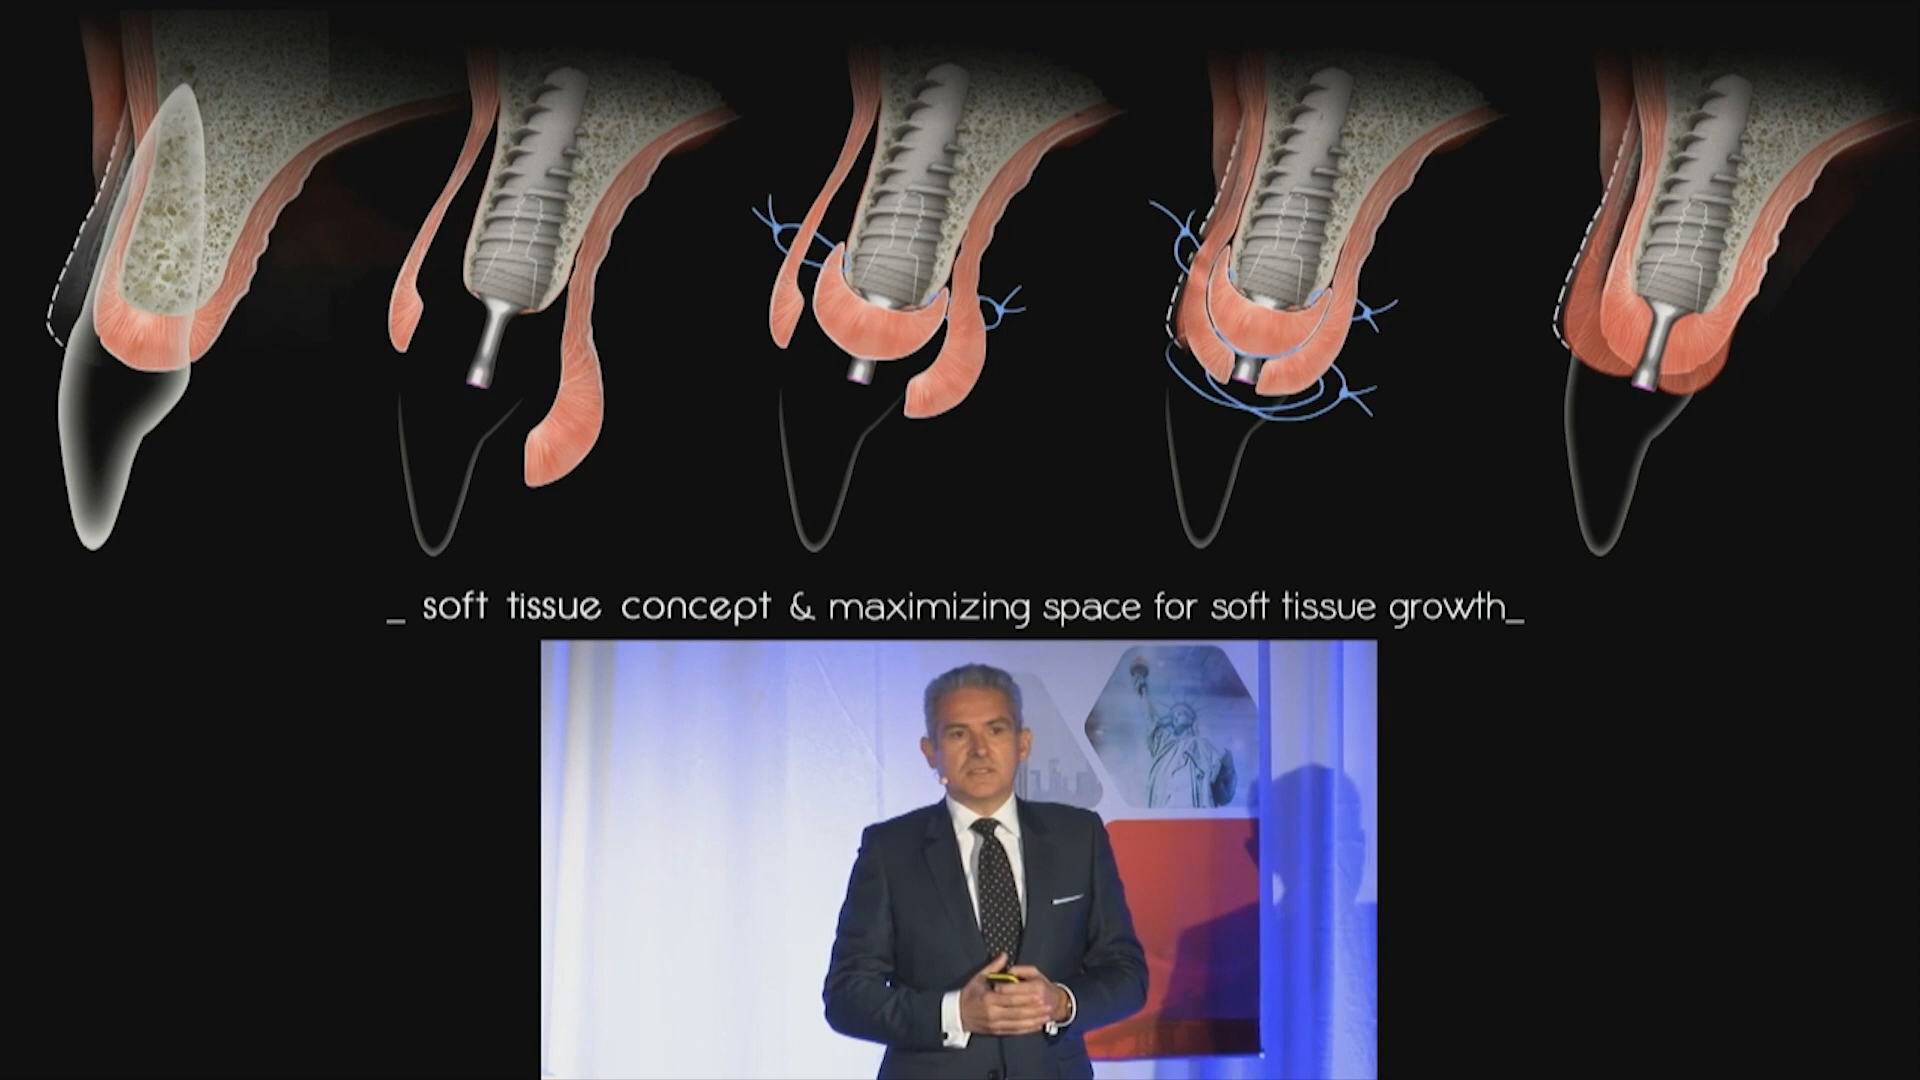 _ soft tissue concept & maximizing space for soft tissue growth_